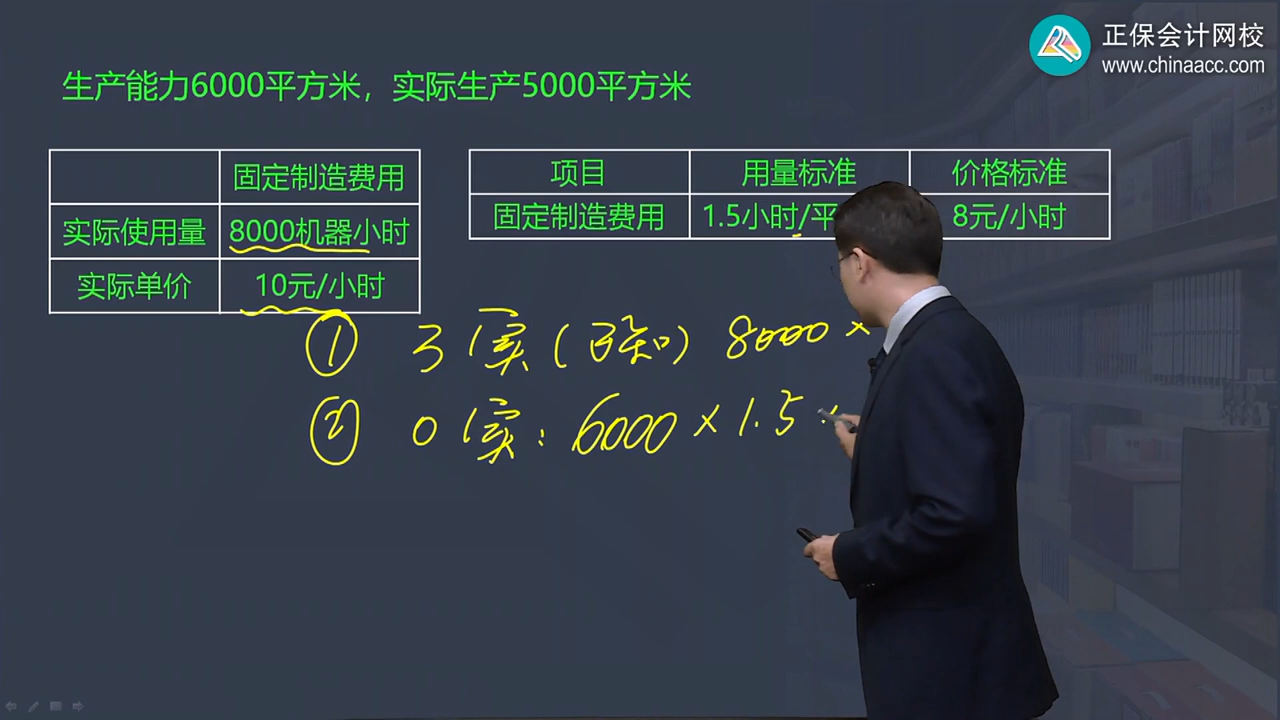 正保会计网校
www.chinaacc.com
生产能力6000平方米，实际生产5000平方米
固定制造费用
实际使用量 8000机器小时
实际单价 10元/小时
项目 用量标准 价格标准
固定制造费用 1.5小时/平 8元/小时
① 3实(已知) 8000×
② 0实：6000×1.5